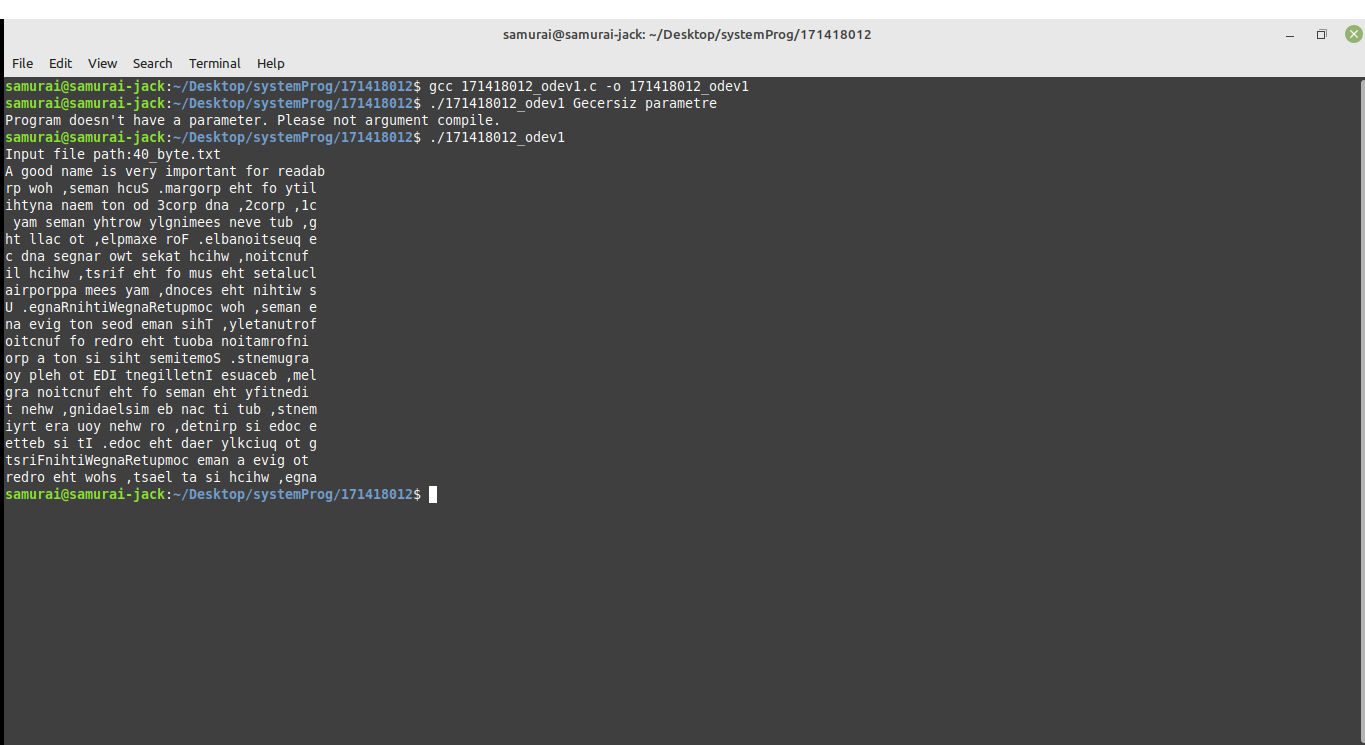 samurai@samurai-jack: ~/Desktop/systemProg/171418012
File Edit View Search Terminal Help
samurai@samurai-jack:~/Desktop/systemProg/171418012$ gcc 171418012_odev1.c -o 171418012_odev1
samurai@samurai-jack:~/Desktop/systemProg/171418012$ ./171418012_odev1 Gecersiz parametre
Program doesn't have a parameter. Please not argument compile.
samurai@samurai-jack:~/Desktop/systemProg/171418012$ ./171418012_odev1
Input file path:40_byte.txt
A good name is very important for readab
rp woh ,seman hcuS .margorp eht fo ytil
ihtyna naem ton od 3corp dna ,2corp ,1c
 yam seman yhtrow ylgnimees neve tub ,g
ht llac ot ,elpmaxe roF .elbanoitseuq e
c dna segnar owt sekat hcihw ,noitcnuf
il hcihw ,tsrif eht fo mus eht setalucl
airporppa mees yam ,dnoces eht nihtiw s
U .egnaRnihtiWegnaRetupmoc woh ,seman e
na evig ton seod eman sihT ,yletanutrof
oitcnuf fo redro eht tuoba noitamrofni
orp a ton si siht semitemoS .stnemugra
oy pleh ot EDI tnegilletnI esuaceb ,mel
gra noitcnuf eht fo seman eht yfitnedi
t nehw ,gnidaelsim eb nac ti tub ,stnem
iyrt era uoy nehw ro ,detnirp si edoc e
etteb si tI .edoc eht daer ylkciuq ot g
tsriFnihtiWegnaRetupmoc eman a evig ot
redro eht wohs ,tsael ta si hcihw ,egna
samurai@samurai-jack:~/Desktop/systemProg/171418012$